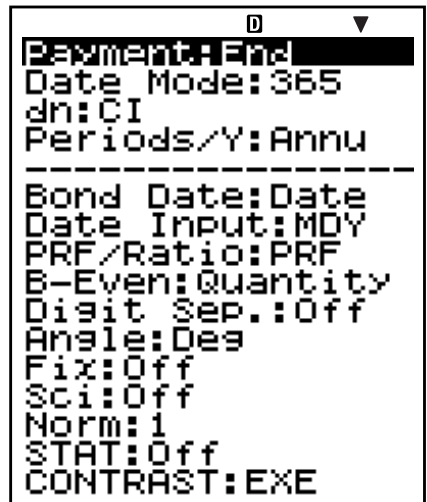 D ▼
Payment:End
Date Mode:365
dn:CI
Periods/Y:Annu
Bond Date:Date
Date Input:MDY
PRF/Ratio:PRF
B-Even:Quantity
Digit Sep.:Off
Angle:Deg
Fix:Off
Sci:Off
Norm:1
STAT:Off
CONTRAST:EXE